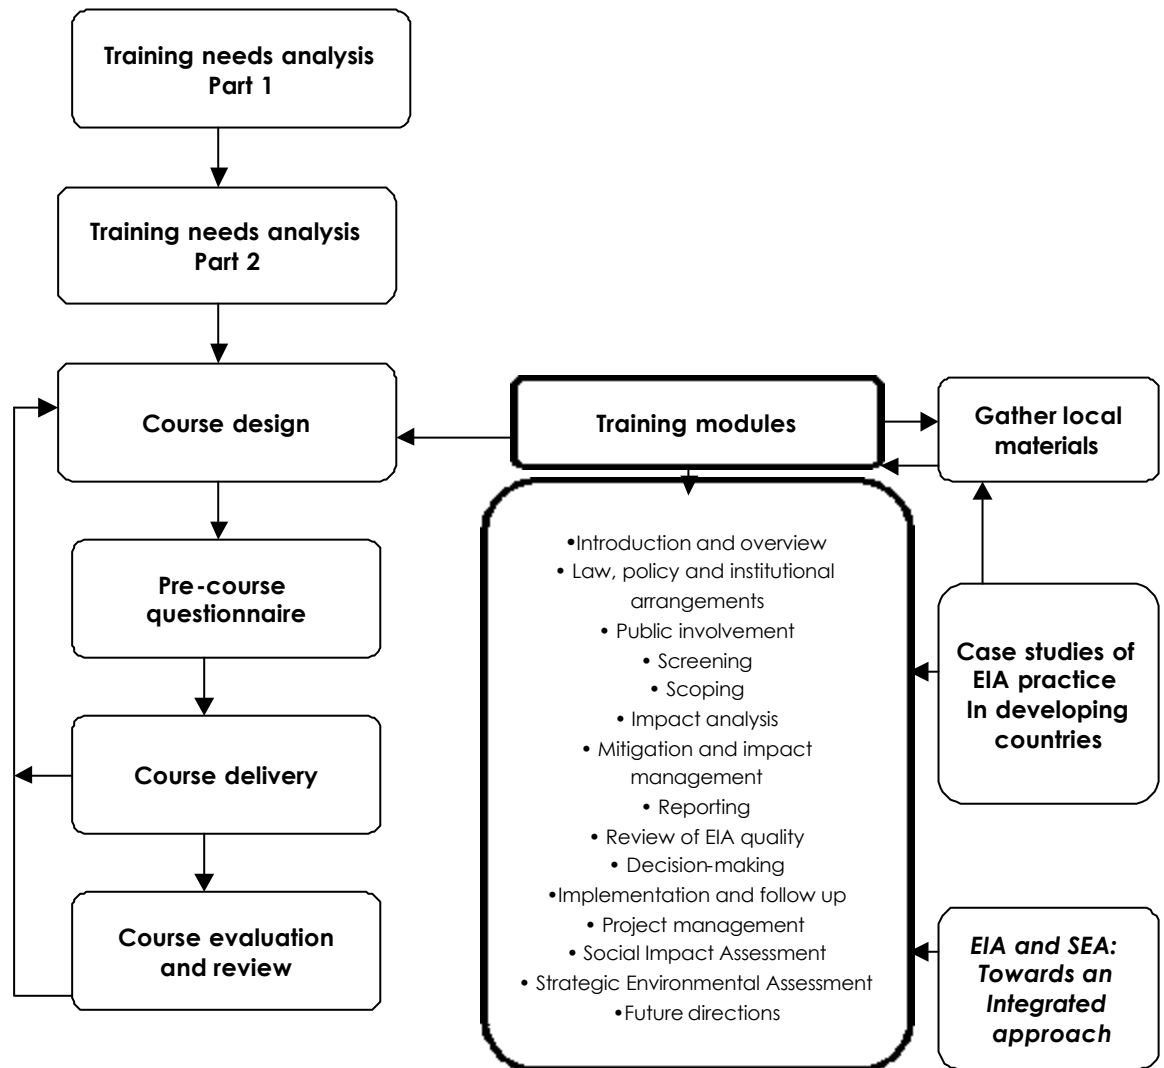 Training needs analysis
Part 1
Training needs analysis
Part 2
Course design
Training modules
Gather local
materials
•Introduction and overview
• Law, policy and institutional
arrangements
• Public involvement
• Screening
• Scoping
• Impact analysis
• Mitigation and impact
management
• Reporting
• Review of EIA quality
• Decision-making
•Implementation and follow up
• Project management
• Social Impact Assessment
• Strategic Environmental Assessment
•Future directions
Pre-course
questionnaire
Case studies of
EIA practice
In developing
countries
Course delivery
Course evaluation
and review
EIA and SEA:
Towards an
Integrated
approach